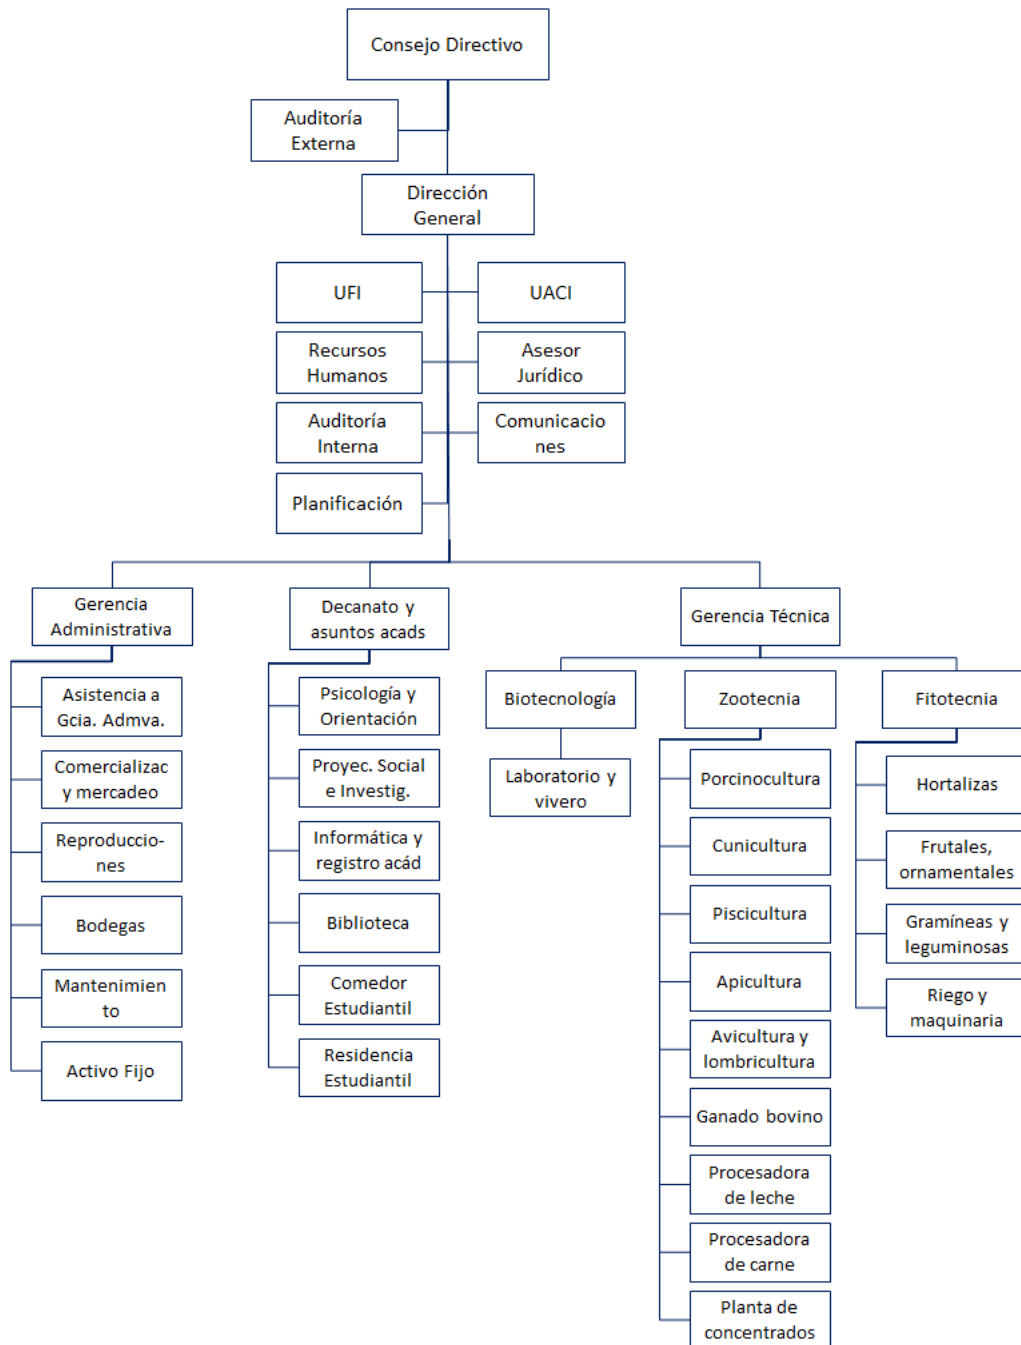 Consejo Directivo
Auditoría
Externa
Dirección
General
UFI
UACI
Recursos
Humanos
Asesor
Jurídico
Auditoría
Interna
Comunicacio
nes
Planificación
Gerencia
Administrativa
Decanato y
asuntos acads
Gerencia Técnica
Asistencia a
Gcia. Admva.
Comercializac
y mercadeo
Reproduccio-
nes
Bodegas
Mantenimien
to
Activo Fijo
Psicología y
Orientación
Proyec. Social
e Investig.
Informática y
registro acád
Biblioteca
Comedor
Estudiantil
Residencia
Estudiantil
Biotecnología
Laboratorio y
vivero
Zootecnia
Porcinocultura
Cunicultura
Piscicultura
Apicultura
Avicultura y
lombricultura
Ganado bovino
Procesadora
de leche
Procesadora
de carne
Planta de
concentrados
Fitotecnia
Hortalizas
Frutales,
ornamentales
Gramíneas y
leguminosas
Riego y
maquinaria